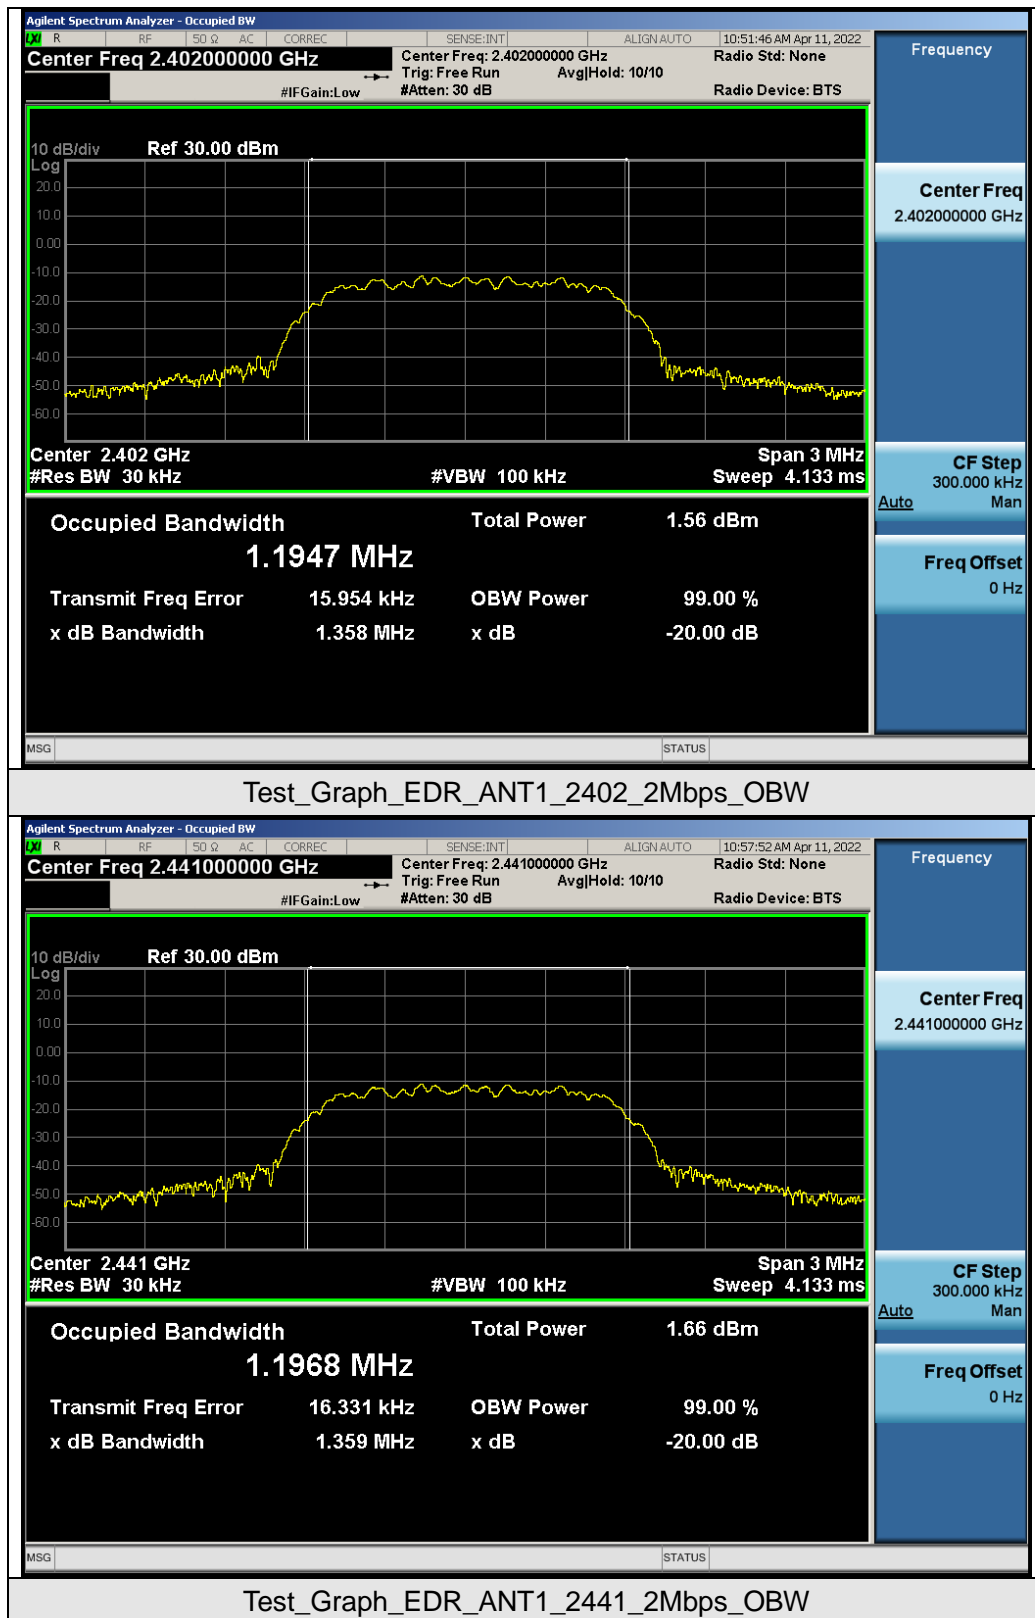 Agilent Spectrum Analyzer - Occupied BW
LXI R RF 50 Ω AC CORREC SENSE:INT ALIGN AUTO 10:51:46 AM Apr 11, 2022
Center Freq 2.402000000 GHz
Center Freq: 2.402000000 GHz Radio Std: None
Trig: Free Run Avg|Hold: 10/10
#IFGain:Low #Atten: 30 dB Radio Device: BTS
Frequency
10 dB/div Ref 30.00 dBm
Log
20.0
10.0
0.00
-10.0
-20.0
-30.0
-40.0
-50.0
-60.0
Center Freq
2.402000000 GHz
Center 2.402 GHz Span 3 MHz
#Res BW 30 kHz #VBW 100 kHz Sweep 4.133 ms
CF Step
300.000 kHz
Auto Man
Occupied Bandwidth Total Power 1.56 dBm
1.1947 MHz
Transmit Freq Error 15.954 kHz OBW Power 99.00 %
x dB Bandwidth 1.358 MHz x dB -20.00 dB
Freq Offset
0 Hz
MSG STATUS
Test_Graph_EDR_ANT1_2402_2Mbps_OBW
Agilent Spectrum Analyzer - Occupied BW
LXI R RF 50 Ω AC CORREC SENSE:INT ALIGN AUTO 10:57:52 AM Apr 11, 2022
Center Freq 2.441000000 GHz
Center Freq: 2.441000000 GHz Radio Std: None
Trig: Free Run Avg|Hold: 10/10
#IFGain:Low #Atten: 30 dB Radio Device: BTS
Frequency
10 dB/div Ref 30.00 dBm
Log
20.0
10.0
0.00
-10.0
-20.0
-30.0
-40.0
-50.0
-60.0
Center Freq
2.441000000 GHz
Center 2.441 GHz Span 3 MHz
#Res BW 30 kHz #VBW 100 kHz Sweep 4.133 ms
CF Step
300.000 kHz
Auto Man
Occupied Bandwidth Total Power 1.66 dBm
1.1968 MHz
Transmit Freq Error 16.331 kHz OBW Power 99.00 %
x dB Bandwidth 1.359 MHz x dB -20.00 dB
Freq Offset
0 Hz
MSG STATUS
Test_Graph_EDR_ANT1_2441_2Mbps_OBW